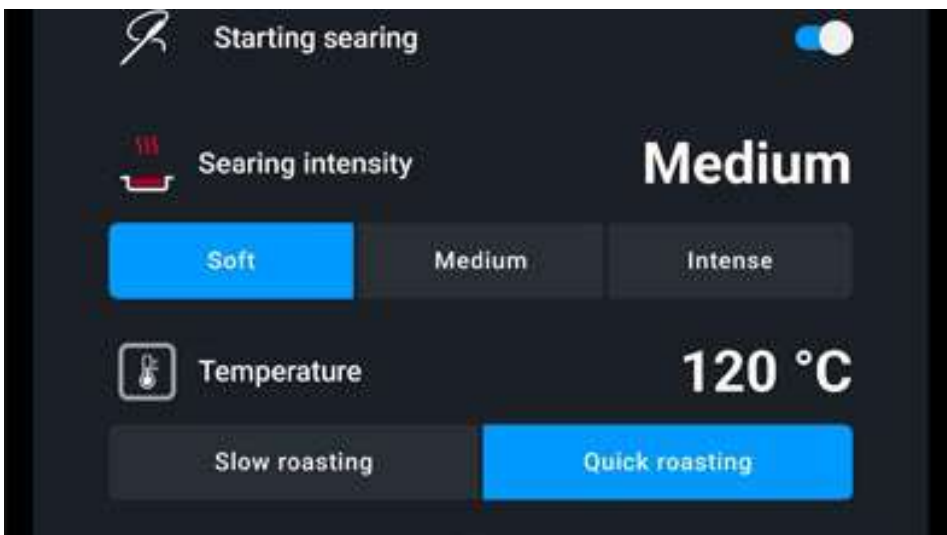 Starting searing
Searing intensity Medium
Soft Medium Intense
Temperature 120 °C
Slow roasting Quick roasting